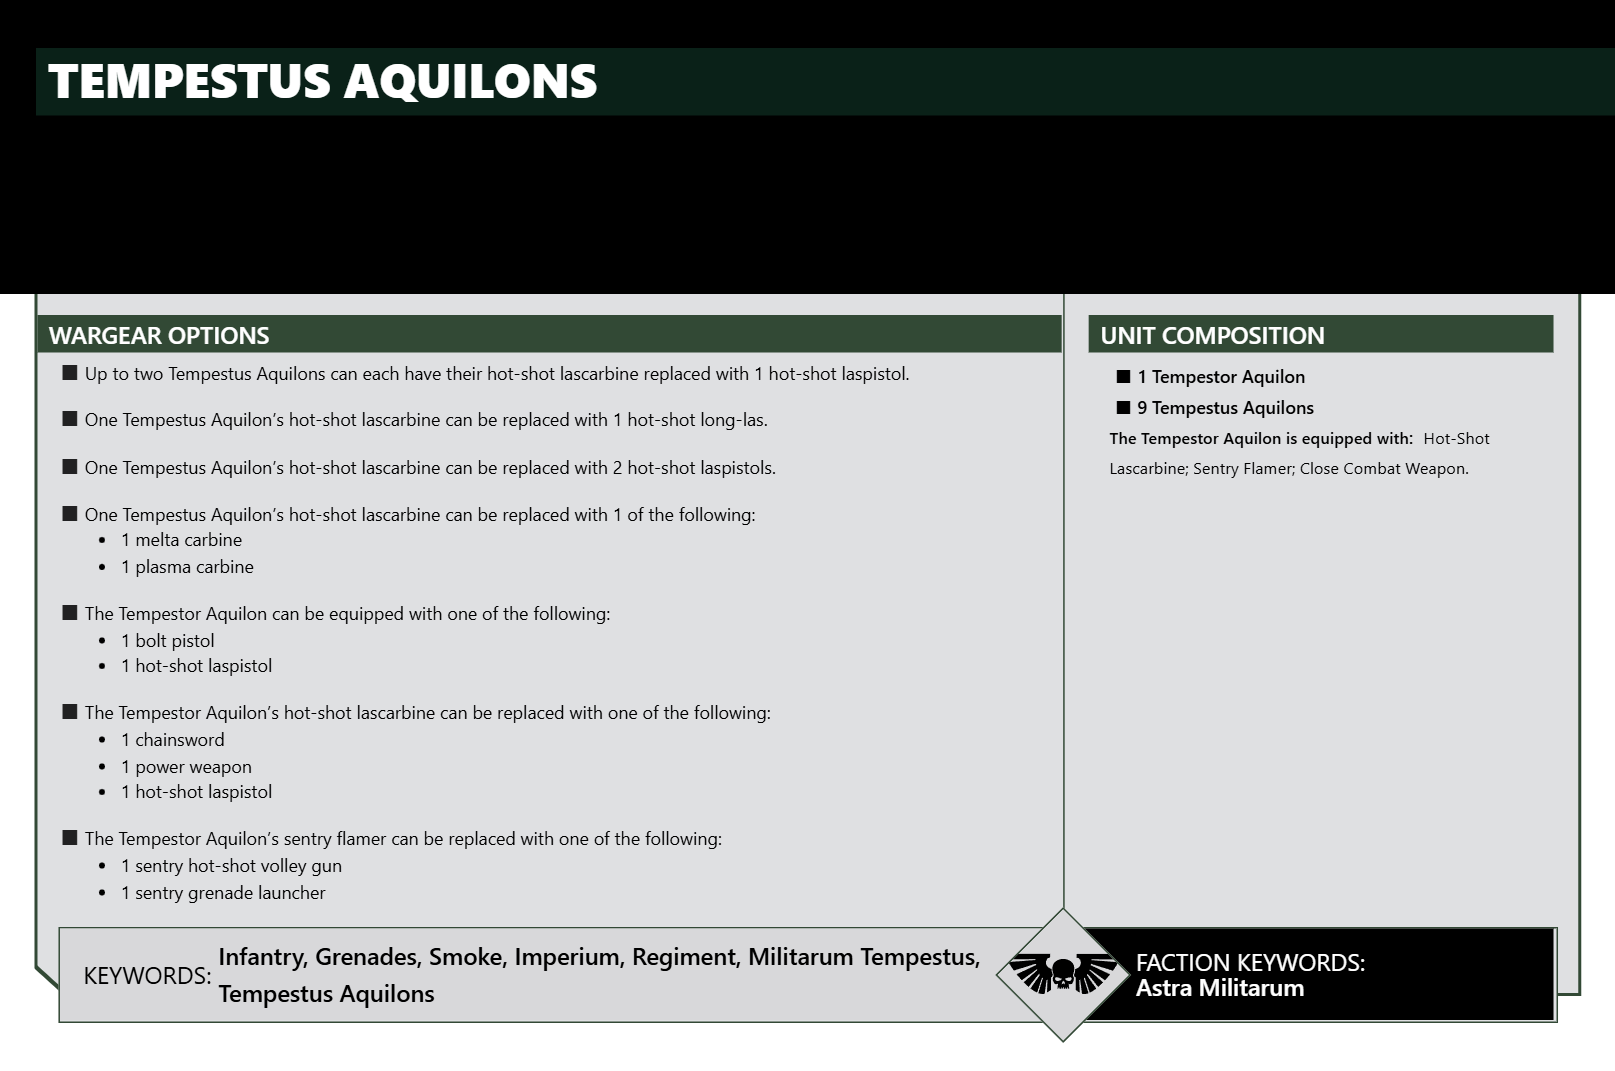 TEMPESTUS AQUILONS
WARGEAR OPTIONS
■ Up to two Tempestus Aquilons can each have their hot-shot lascarbine replaced with 1 hot-shot laspistol.
■ One Tempestus Aquilon’s hot-shot lascarbine can be replaced with 1 hot-shot long-las.
■ One Tempestus Aquilon’s hot-shot lascarbine can be replaced with 2 hot-shot laspistols.
■ One Tempestus Aquilon’s hot-shot lascarbine can be replaced with 1 of the following:
• 1 melta carbine
• 1 plasma carbine
■ The Tempestor Aquilon can be equipped with one of the following:
• 1 bolt pistol
• 1 hot-shot laspistol
■ The Tempestor Aquilon’s hot-shot lascarbine can be replaced with one of the following:
• 1 chainsword
• 1 power weapon
• 1 hot-shot laspistol
■ The Tempestor Aquilon’s sentry flamer can be replaced with one of the following:
• 1 sentry hot-shot volley gun
• 1 sentry grenade launcher
UNIT COMPOSITION
■ 1 Tempestor Aquilon
■ 9 Tempestus Aquilons
The Tempestor Aquilon is equipped with: Hot-Shot
Lascarbine; Sentry Flamer; Close Combat Weapon.
KEYWORDS: Infantry, Grenades, Smoke, Imperium, Regiment, Militarum Tempestus,
Tempestus Aquilons
FACTION KEYWORDS:
Astra Militarum